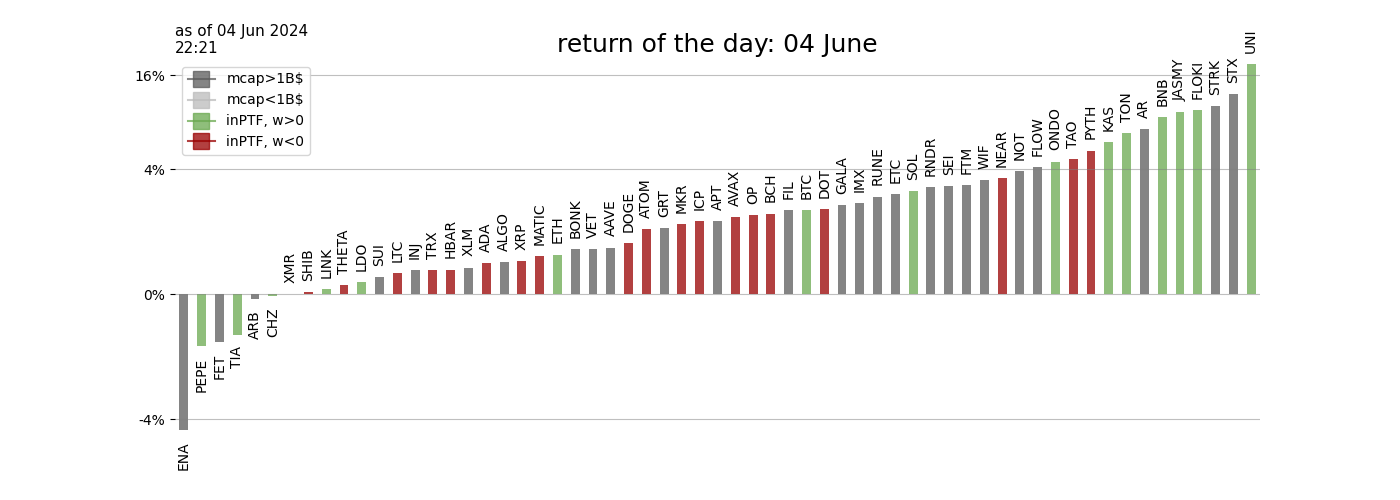 as of 04 Jun 2024
22:21
return of the day: 04 June
mcap>1B$
mcap<1B$
inPTF, w>0
inPTF, w<0
16%
4%
0%
-4%
ENA
PEPE
FET
TIA
ARB
CHZ
XMR
SHIB
LINK
THETA
LDO
SUI
LTC
INJ
TRX
HBAR
XLM
ADA
ALGO
XRP
MATIC
ETH
BONK
VET
AAVE
DOGE
ATOM
GRT
MKR
ICP
APT
AVAX
OP
BCH
FIL
BTC
DOT
GALA
IMX
RUNE
ETC
SOL
RNDR
SEI
FTM
WIF
NEAR
NOT
FLOW
ONDO
TAO
PYTH
KAS
TON
AR
BNB
JASMY
FLOKI
STRK
STX
UNI